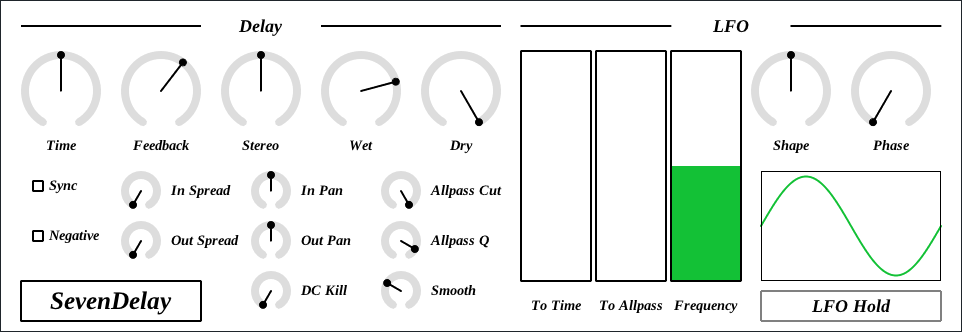 Delay
LFO
Time
Feedback
Stereo
Wet
Dry
Shape
Phase
Sync
In Spread
In Pan
Allpass Cut
Negative
Out Spread
Out Pan
Allpass Q
SevenDelay
DC Kill
Smooth
To Time
To Allpass
Frequency
LFO Hold